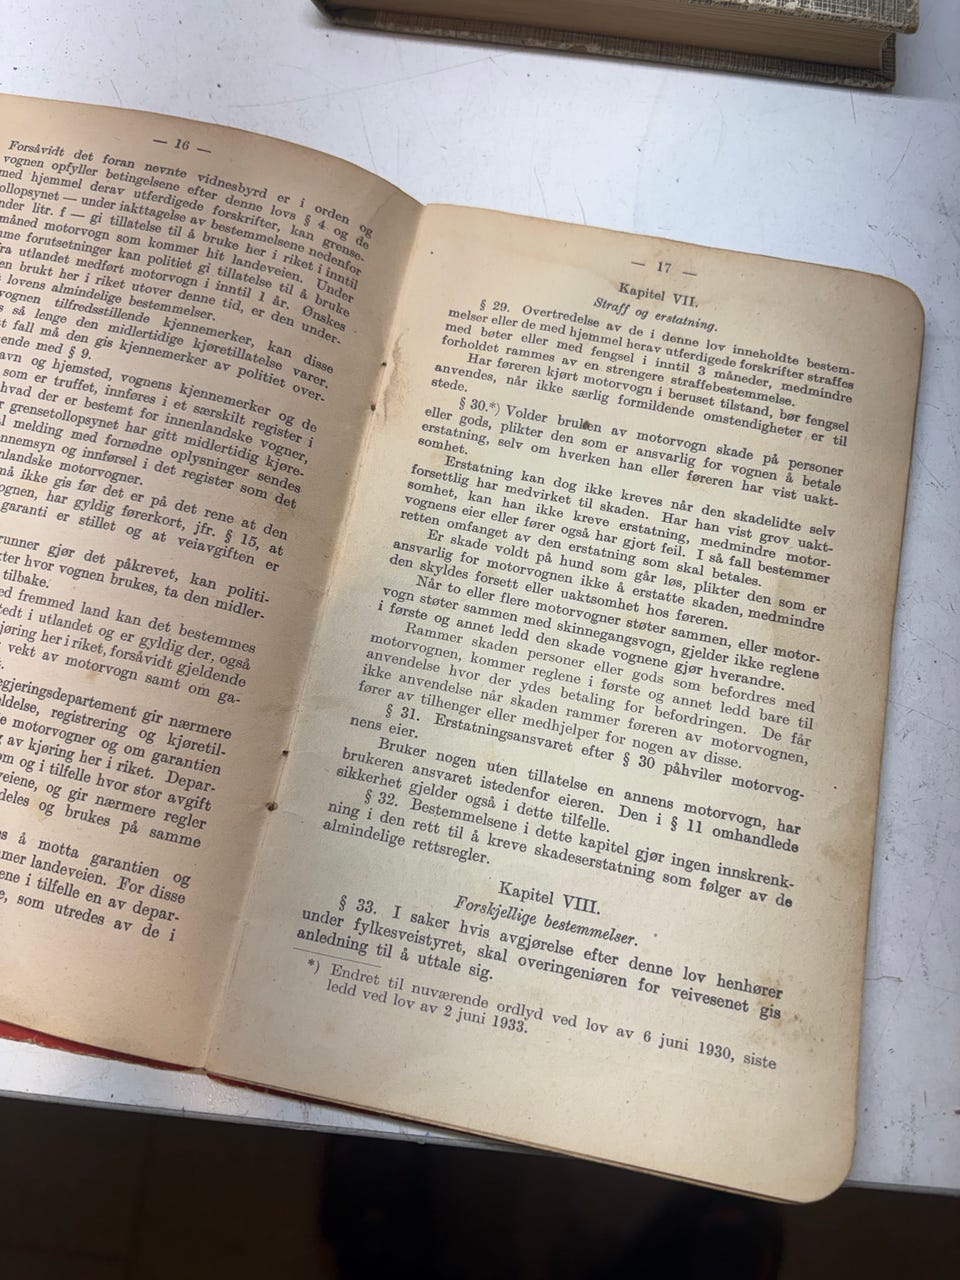 — 16 —
Forsåvidt det foran nevnte vidnesbyrd er i orden og
vognen opfyller betingelsene efter denne lovs § 4 og de
med hjemmel derav utferdigede forskrifter, kan grense-
tollopsynet — under iakttagelse av bestemmelsene nedenfor
under litr. f — gi tillatelse til å bruke her i riket i inntil
måned motorvogn som kommer hit landeveien. Under
forutsetninger kan politiet gi tillatelse til å bruke
utlandet medført motorvogn i inntil 1 år. Ønskes
brukt her i riket utover denne tid, er den under-
lovens almindelige bestemmelser.
vognen tilfredsstillende kjennemerker, kan disse
så lenge den midlertidige kjøretillatelse varer.
fall må den gis kjennemerker av politiet over-
med § 9.
og hjemsted, vognens kjennemerker og de
som er truffet, innføres i et særskilt register i
hvad der er bestemt for innenlandske vogner,
grensetollopsynet har gitt midlertidig kjøre-
melding med fornødne oplysninger sendes
og innførsel i det register som det
motorvogner.
ikke gis før det er på det rene at den
har gyldig førerkort, jfr. § 15, at
garanti er stillet og at veiavgiften er
gjør det påkrevet, kan politi-
hvor vognen brukes, ta den midler-
tilbake.
fremmed land kan det bestemmes
i utlandet og er gyldig der, også
her i riket, forsåvidt gjeldende
vekt av motorvogn samt om ga-
gir nærmere
registrering og kjøretil-
motorvogner og om garantien
av kjøring her i riket. Depar-
og i tilfelle hvor stor avgift
og gir nærmere regler
og brukes på samme
å motta garantien og
landeveien. For disse
i tilfelle en av depar-
som utredes av de i
— 17 —
Kapitel VII.
Straff og erstatning.
§ 29. Overtredelse av de i denne lov inneholdte bestem-
melser eller de med hjemmel herav utferdigede forskrifter straffes
med bøter eller med fengsel i inntil 3 måneder, medmindre
forholdet rammes av en strengere straffebestemmelse.
Har føreren kjørt motorvogn i beruset tilstand, bør fengsel
anvendes, når ikke særlig formildende omstendigheter er til
stede.
§ 30.*) Volder bruken av motorvogn skade på personer
eller gods, plikter den som er ansvarlig for vognen å betale
erstatning, selv om hverken han eller føreren har vist uakt-
somhet.
Erstatning kan dog ikke kreves når den skadelidte selv
forsettlig har medvirket til skaden. Har han vist grov uakt-
somhet, kan han ikke kreve erstatning, medmindre motor-
vognens eier eller fører også har gjort feil. I så fall bestemmer
retten omfanget av den erstatning som skal betales.
Er skade voldt på hund som går løs, plikter den som er
ansvarlig for motorvognen ikke å erstatte skaden, medmindre
den skyldes forsett eller uaktsomhet hos føreren.
Når to eller flere motorvogner støter sammen, eller motor-
vogn støter sammen med skinnegangsvogn, gjelder ikke reglene
i første og annet ledd den skade vognene gjør hverandre.
Rammer skaden personer eller gods som befordres med
motorvognen, kommer reglene i første og annet ledd bare til
anvendelse hvor der ydes betaling for befordringen. De får
ikke anvendelse når skaden rammer føreren av motorvognen,
fører av tilhenger eller medhjelper for nogen av disse.
§ 31. Erstatningsansvaret efter § 30 påhviler motorvog-
nens eier.
Bruker nogen uten tillatelse en annens motorvogn, har
brukeren ansvaret istedenfor eieren. Den i § 11 omhandlede
sikkerhet gjelder også i dette tilfelle.
§ 32. Bestemmelsene i dette kapitel gjør ingen innskrenk-
ning i den rett til å kreve skadeserstatning som følger av de
almindelige rettsregler.
Kapitel VIII.
Forskjellige bestemmelser.
§ 33. I saker hvis avgjørelse efter denne lov henhører
under fylkesveistyret, skal overingeniøren for veivesenet gis
anledning til å uttale sig.
*) Endret til nuværende ordlyd ved lov av 6 juni 1930, siste
ledd ved lov av 2 juni 1933.